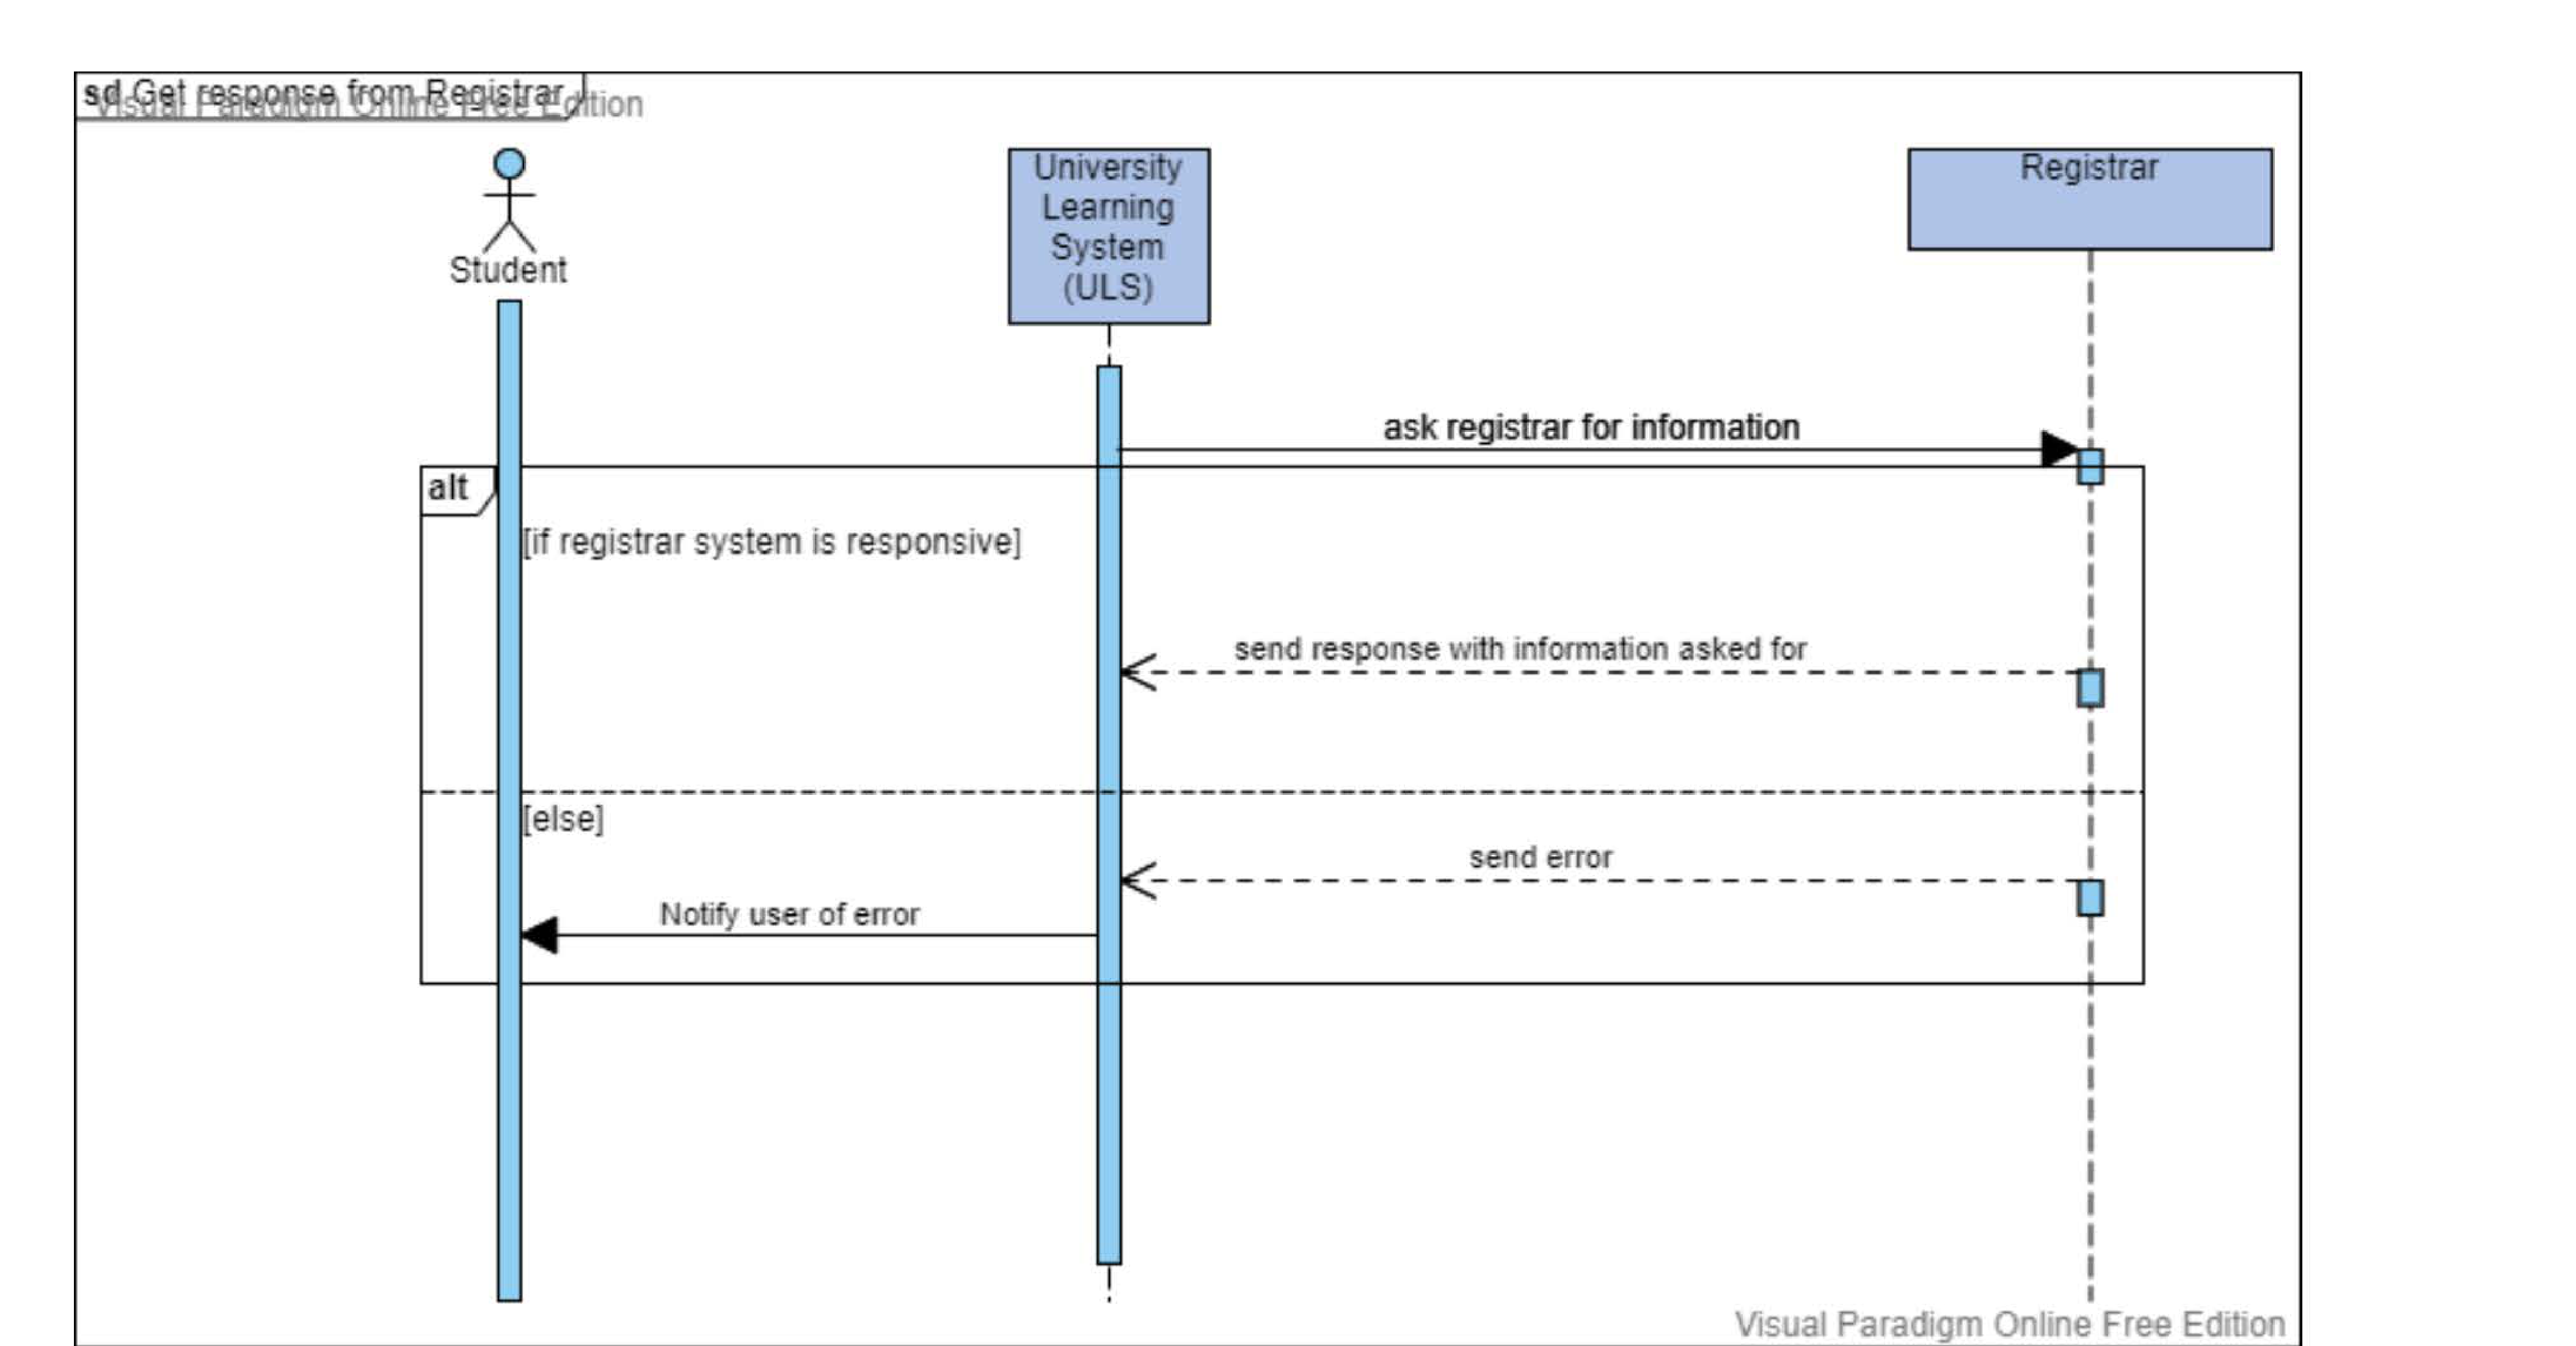 sd Get response from Registrar
Visual Paradigm Online Free Edition
Student
University
Learning
System
(ULS)
Registrar
ask registrar for information
alt
[if registrar system is responsive]
send response with information asked for
[else]
send error
Notify user of error
Visual Paradigm Online Free Edition